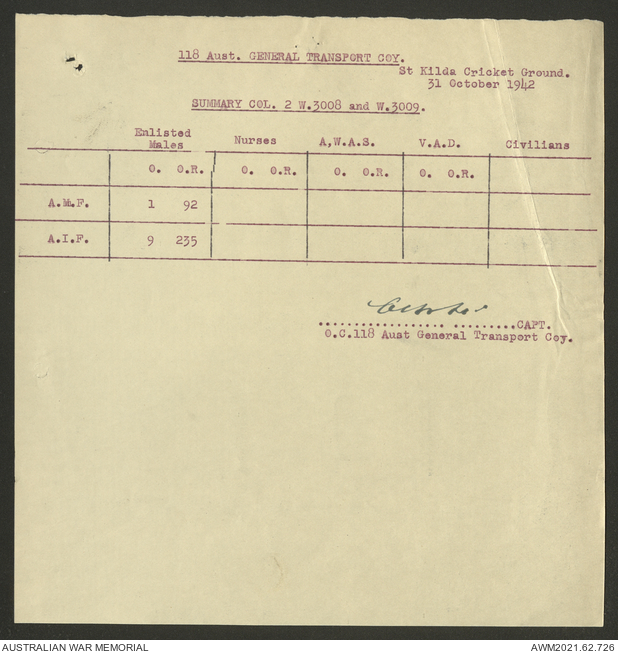 118 Aust. GENERAL TRANSPORT COY.
St Kilda Cricket Ground.
31 October 1942
SUMMARY COL. 2 W.3008 and W.3009.
Enlisted Males Nurses A,W.A.S. V.A.D. Civilians
O. O.R. O. O.R. O. O.R. O. O.R.
A.M.F. 1 92
A.I.F. 9 235
.................. .........CAPT.
O.C.118 Aust General Transport Coy.
AUSTRALIAN WAR MEMORIAL AWM2021.62.726